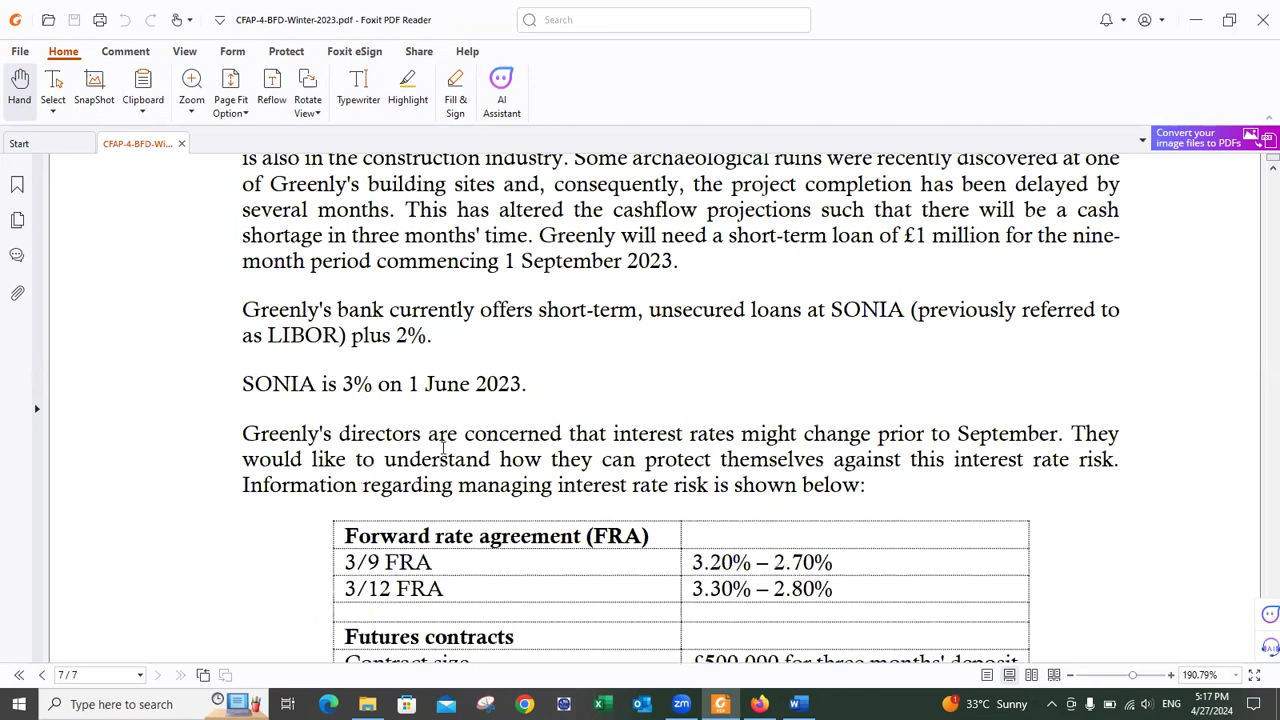 CFAP-4-BFD-Winter-2023.pdf - Foxit PDF Reader
Search
File Home Comment View Form Protect Foxit eSign Share Help
Hand Select SnapShot Clipboard Zoom Page Fit Option Reflow Rotate View Typewriter Highlight Fill & Sign AI Assistant
Start CFAP-4-BFD-Wi... Convert your image files to PDFs
is also in the construction industry. Some archaeological ruins were recently discovered at one
of Greenly's building sites and, consequently, the project completion has been delayed by
several months. This has altered the cashflow projections such that there will be a cash
shortage in three months' time. Greenly will need a short-term loan of £1 million for the nine-
month period commencing 1 September 2023.
Greenly's bank currently offers short-term, unsecured loans at SONIA (previously referred to
as LIBOR) plus 2%.
SONIA is 3% on 1 June 2023.
Greenly's directors are concerned that interest rates might change prior to September. They
would like to understand how they can protect themselves against this interest rate risk.
Information regarding managing interest rate risk is shown below:
Forward rate agreement (FRA)
3/9 FRA 3.20% – 2.70%
3/12 FRA 3.30% – 2.80%
Futures contracts
Contract size £500,000 for three months' deposit
7 / 7 190.79%
Type here to search 33°C Sunny ENG 5:17 PM
4/27/2024